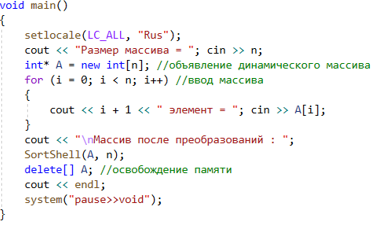 void main()
{
setlocale(LC_ALL, "Rus");
cout << "Размер массива = "; cin >> n;
int* A = new int[n]; //объявление динамического массива
for (i = 0; i < n; i++) //ввод массива
{
cout << i + 1 << " элемент = "; cin >> A[i];
}
cout << "\nМассив после преобразований : ";
SortShell(A, n);
delete[] A; //освобождение памяти
cout << endl;
system("pause>>void");
}